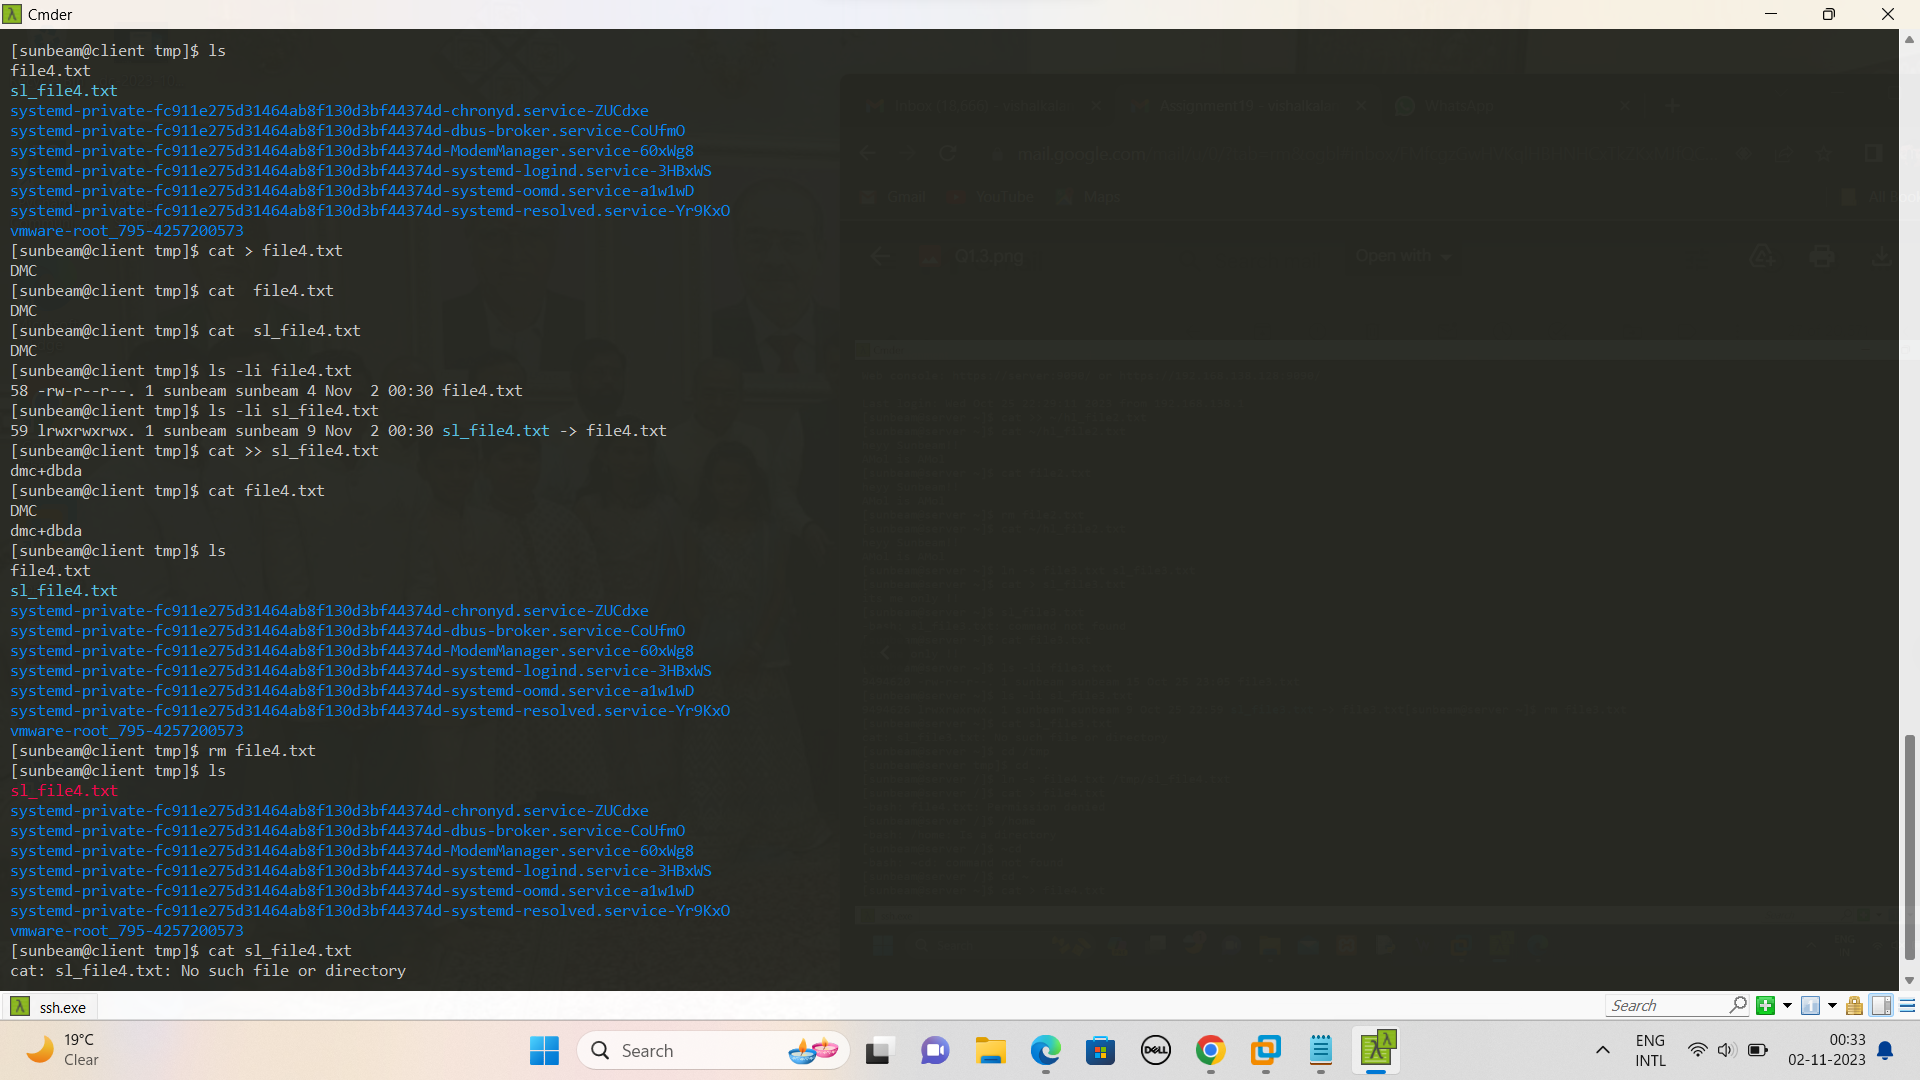 Cmder
[sunbeam@client tmp]$ ls
file4.txt
sl_file4.txt
systemd-private-fc911e275d31464ab8f130d3bf44374d-chronyd.service-ZUCdxe
systemd-private-fc911e275d31464ab8f130d3bf44374d-dbus-broker.service-CoUfmO
systemd-private-fc911e275d31464ab8f130d3bf44374d-ModemManager.service-60xWg8
systemd-private-fc911e275d31464ab8f130d3bf44374d-systemd-logind.service-3HBxWS
systemd-private-fc911e275d31464ab8f130d3bf44374d-systemd-oomd.service-a1w1wD
systemd-private-fc911e275d31464ab8f130d3bf44374d-systemd-resolved.service-Yr9KxO
vmware-root_795-4257200573
[sunbeam@client tmp]$ cat > file4.txt
DMC
[sunbeam@client tmp]$ cat  file4.txt
DMC
[sunbeam@client tmp]$ cat  sl_file4.txt
DMC
[sunbeam@client tmp]$ ls -li file4.txt
58 -rw-r--r--. 1 sunbeam sunbeam 4 Nov  2 00:30 file4.txt
[sunbeam@client tmp]$ ls -li sl_file4.txt
59 lrwxrwxrwx. 1 sunbeam sunbeam 9 Nov  2 00:30 sl_file4.txt -> file4.txt
[sunbeam@client tmp]$ cat >> sl_file4.txt
dmc+dbda
[sunbeam@client tmp]$ cat file4.txt
DMC
dmc+dbda
[sunbeam@client tmp]$ ls
file4.txt
sl_file4.txt
systemd-private-fc911e275d31464ab8f130d3bf44374d-chronyd.service-ZUCdxe
systemd-private-fc911e275d31464ab8f130d3bf44374d-dbus-broker.service-CoUfmO
systemd-private-fc911e275d31464ab8f130d3bf44374d-ModemManager.service-60xWg8
systemd-private-fc911e275d31464ab8f130d3bf44374d-systemd-logind.service-3HBxWS
systemd-private-fc911e275d31464ab8f130d3bf44374d-systemd-oomd.service-a1w1wD
systemd-private-fc911e275d31464ab8f130d3bf44374d-systemd-resolved.service-Yr9KxO
vmware-root_795-4257200573
[sunbeam@client tmp]$ rm file4.txt
[sunbeam@client tmp]$ ls
sl_file4.txt
systemd-private-fc911e275d31464ab8f130d3bf44374d-chronyd.service-ZUCdxe
systemd-private-fc911e275d31464ab8f130d3bf44374d-dbus-broker.service-CoUfmO
systemd-private-fc911e275d31464ab8f130d3bf44374d-ModemManager.service-60xWg8
systemd-private-fc911e275d31464ab8f130d3bf44374d-systemd-logind.service-3HBxWS
systemd-private-fc911e275d31464ab8f130d3bf44374d-systemd-oomd.service-a1w1wD
systemd-private-fc911e275d31464ab8f130d3bf44374d-systemd-resolved.service-Yr9KxO
vmware-root_795-4257200573
[sunbeam@client tmp]$ cat sl_file4.txt
cat: sl_file4.txt: No such file or directory
WhatsApp
mail.google.com
Gmail YouTube Maps
Q1.3.png Open with
ssh.exe
Search
19°C
Clear
Search
DELL
ENG
INTL
00:33
02-11-2023